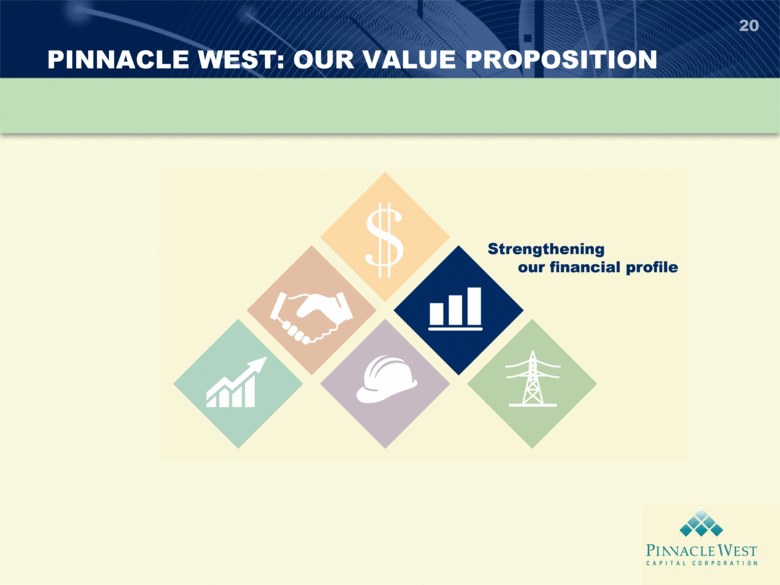 20
PINNACLE WEST: OUR VALUE PROPOSITION
$
Strengthening
our financial profile
PINNACLE WEST
CAPITAL CORPORATION